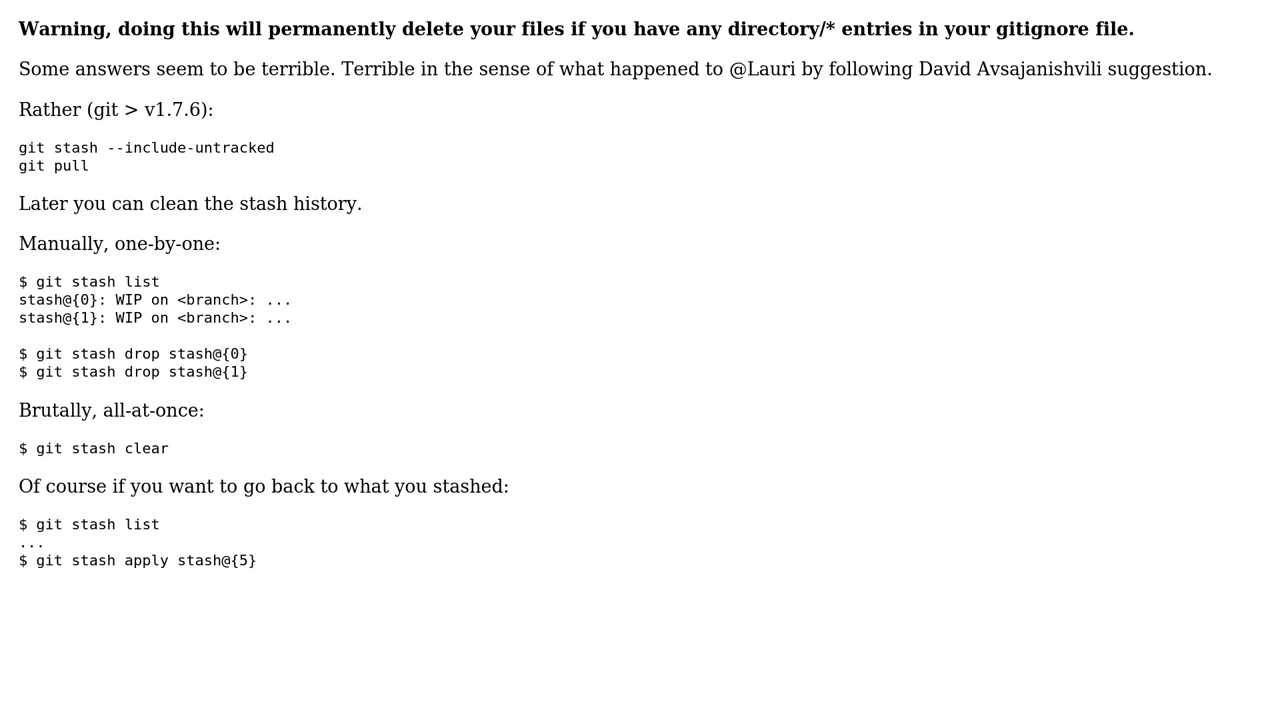 Warning, doing this will permanently delete your files if you have any directory/* entries in your gitignore file.
Some answers seem to be terrible. Terrible in the sense of what happened to @Lauri by following David Avsajanishvili suggestion.
Rather (git > v1.7.6):
git stash --include-untracked
git pull
Later you can clean the stash history.
Manually, one-by-one:
$ git stash list
stash@{0}: WIP on <branch>: ...
stash@{1}: WIP on <branch>: ...
$ git stash drop stash@{0}
$ git stash drop stash@{1}
Brutally, all-at-once:
$ git stash clear
Of course if you want to go back to what you stashed:
$ git stash list
...
$ git stash apply stash@{5}